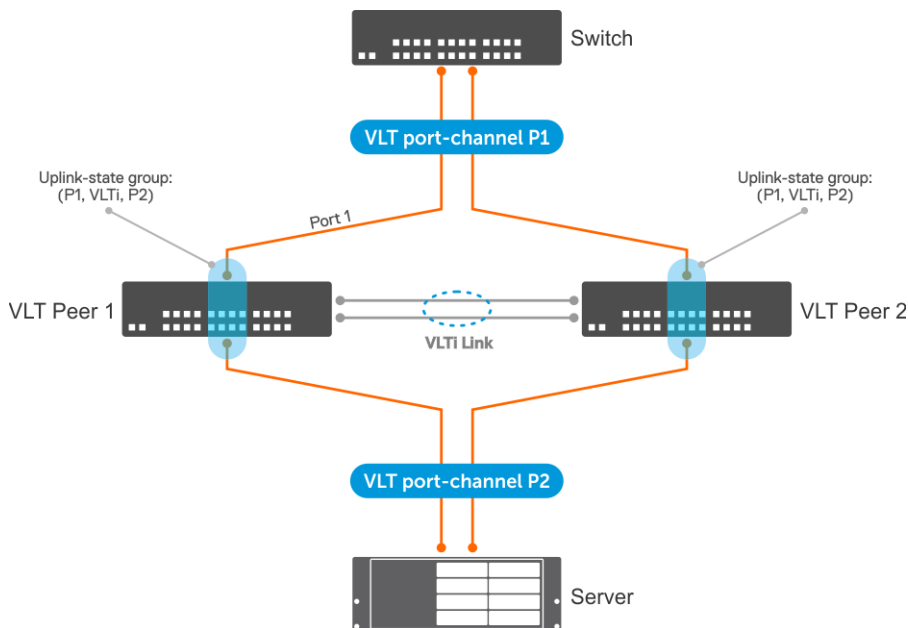 Switch
VLT port-channel P1
Uplink-state group:
(P1, VLTi, P2)
Uplink-state group:
(P1, VLTi, P2)
Port 1
VLT Peer 1
VLT Peer 2
VLTi Link
VLT port-channel P2
Server